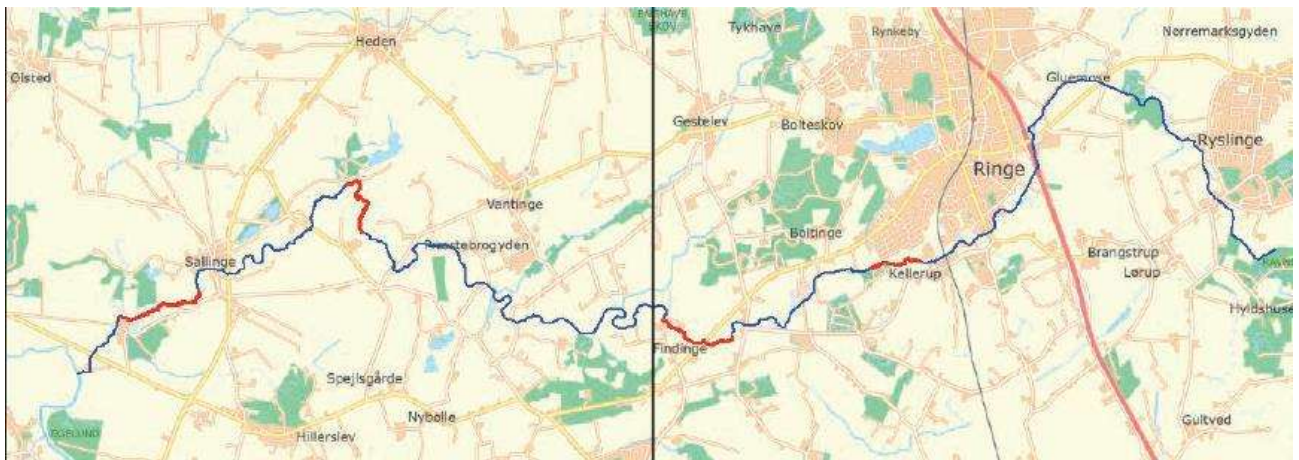 Tykhave
Rynkeby
Nørremarksgyden
Heden
Ølsted
Gluemose
Gestelev
Bolteskov
Ryslinge
Ringe
Vantinge
Boltinge
Præstebrogyden
Brangstrup
Sallinge
Kellerup
Lørup
Hyldshuse
Findinge
Spejlsgårde
Nybølle
Gultved
Hillerslev